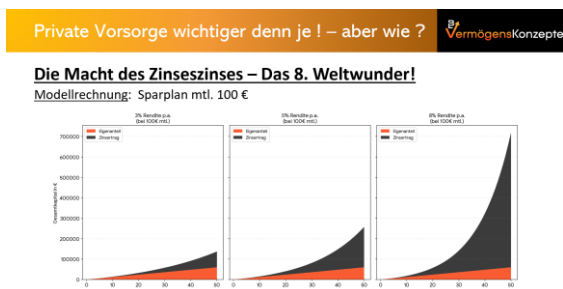 Private Vorsorge wichtiger denn je ! – aber wie ?
VermögensKonzepte
Die Macht des Zinseszinses – Das 8. Weltwunder!
Modellrechnung: Sparplan mtl. 100 €
3% Rendite p.a.
(bei 100€ mtl.)
5% Rendite p.a.
(bei 100€ mtl.)
8% Rendite p.a.
(bei 100€ mtl.)
Eigenanteil
Zinsertrag
Eigenanteil
Zinsertrag
Eigenanteil
Zinsertrag
Gesamtkapital in €
700000
600000
500000
400000
300000
200000
100000
0
0 10 20 30 40 50 60
0 10 20 30 40 50 60
0 10 20 30 40 50 60